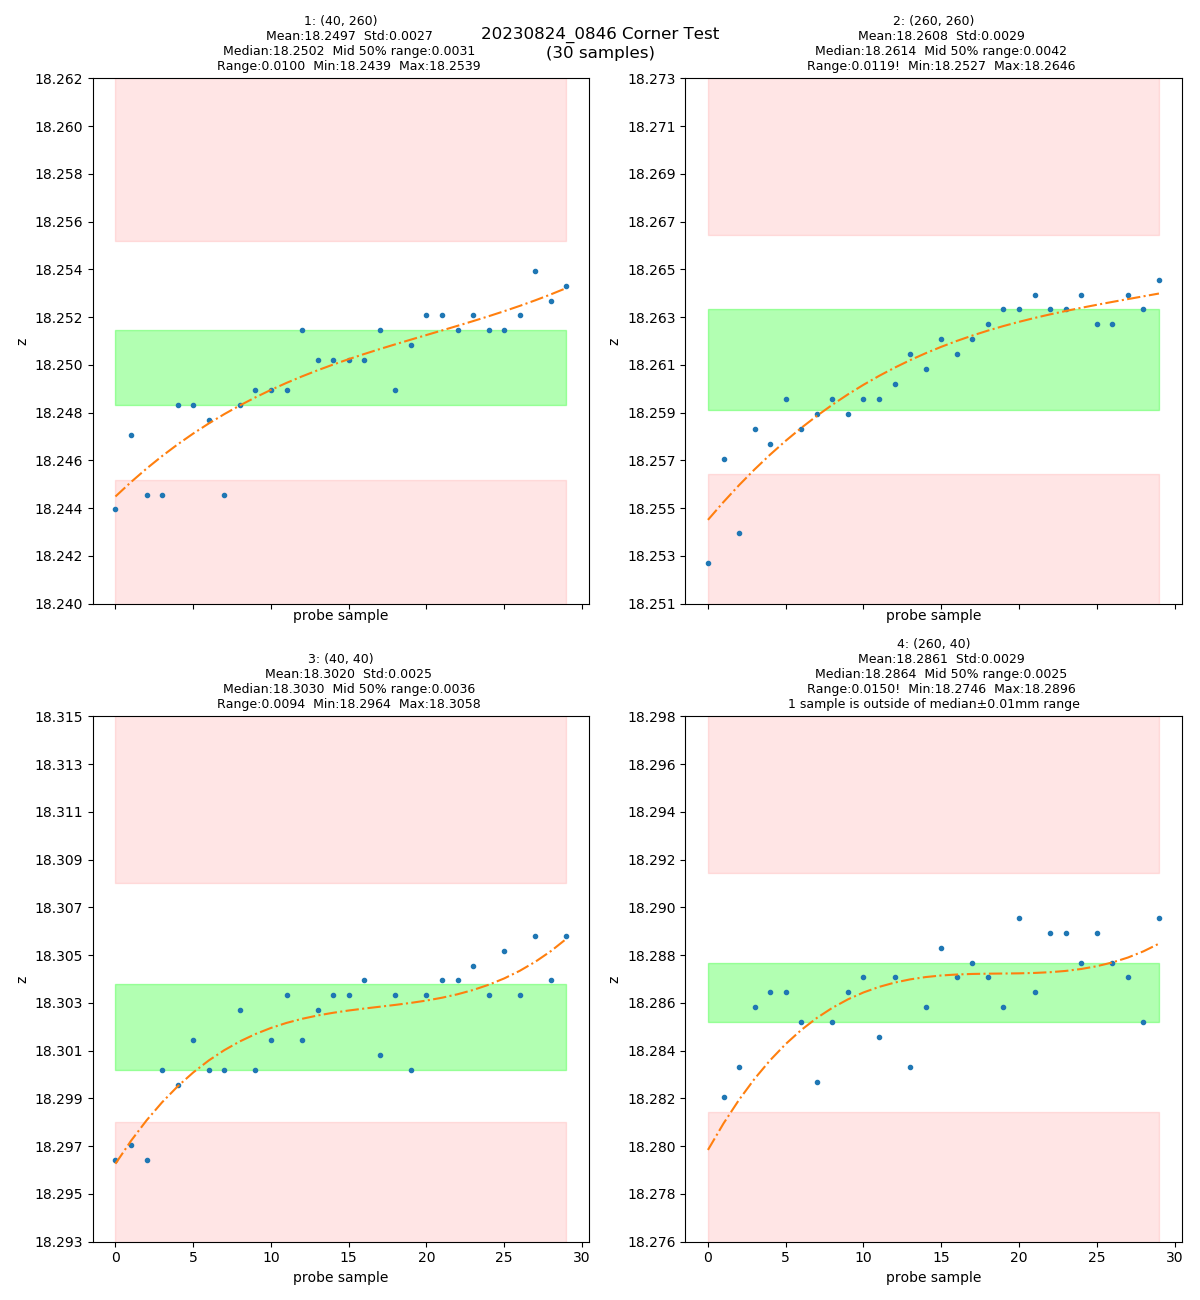 20230824_0846 Corner Test
(30 samples)
1: (40, 260)
Mean:18.2497  Std:0.0027
Median:18.2502  Mid 50% range:0.0031
Range:0.0100  Min:18.2439  Max:18.2539
18.262
18.260
18.258
18.256
18.254
18.252
18.250
18.248
18.246
18.244
18.242
18.240
z
probe sample
2: (260, 260)
Mean:18.2608  Std:0.0029
Median:18.2614  Mid 50% range:0.0042
Range:0.0119!  Min:18.2527  Max:18.2646
18.273
18.271
18.269
18.267
18.265
18.263
18.261
18.259
18.257
18.255
18.253
18.251
z
probe sample
3: (40, 40)
Mean:18.3020  Std:0.0025
Median:18.3030  Mid 50% range:0.0036
Range:0.0094  Min:18.2964  Max:18.3058
18.315
18.313
18.311
18.309
18.307
18.305
18.303
18.301
18.299
18.297
18.295
18.293
z
0 5 10 15 20 25 30
probe sample
4: (260, 40)
Mean:18.2861  Std:0.0029
Median:18.2864  Mid 50% range:0.0025
Range:0.0150!  Min:18.2746  Max:18.2896
1 sample is outside of median±0.01mm range
18.298
18.296
18.294
18.292
18.290
18.288
18.286
18.284
18.282
18.280
18.278
18.276
z
0 5 10 15 20 25 30
probe sample